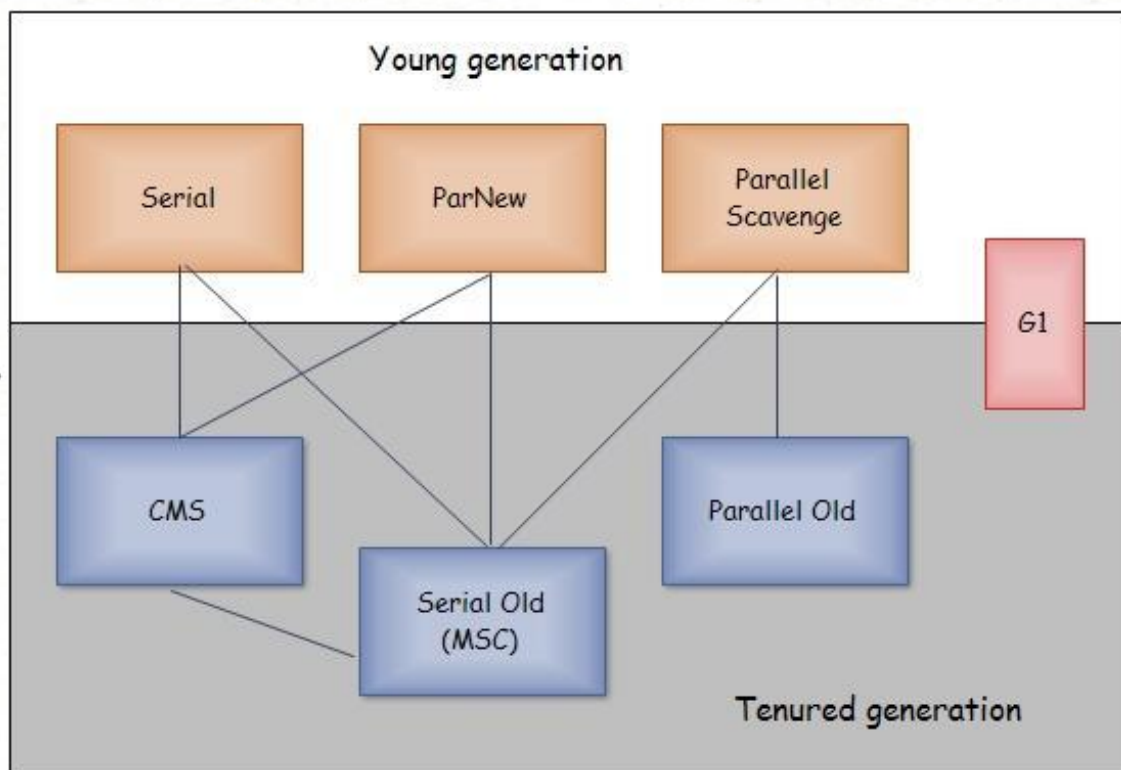 Young generation
Serial
ParNew
Parallel
Scavenge
G1
CMS
Parallel Old
Serial Old
(MSC)
Tenured generation